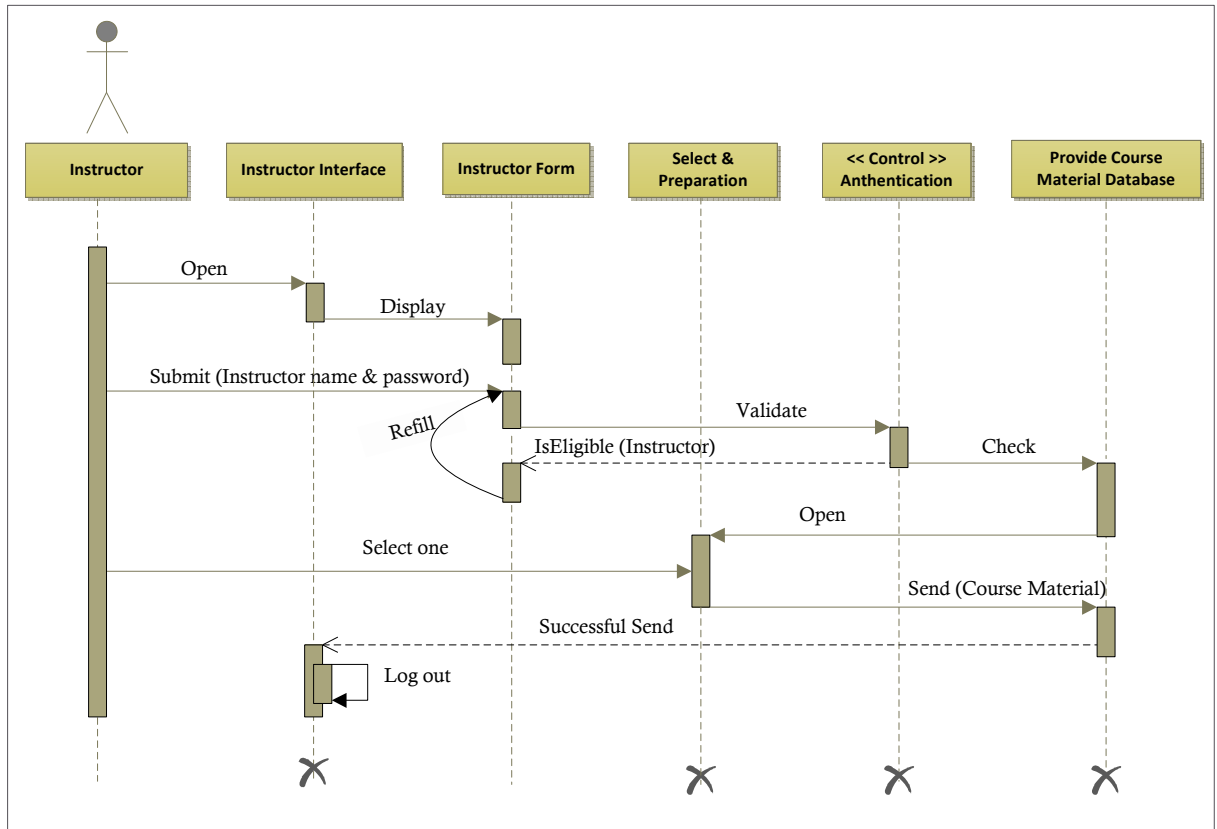 Instructor
Instructor Interface
Instructor Form
Select &
Preparation
<< Control >>
Anthentication
Provide Course
Material Database
Open
Display
Submit (Instructor name & password)
Refill
Validate
IsEligible (Instructor)
Check
Open
Select one
Send (Course Material)
Successful Send
Log out